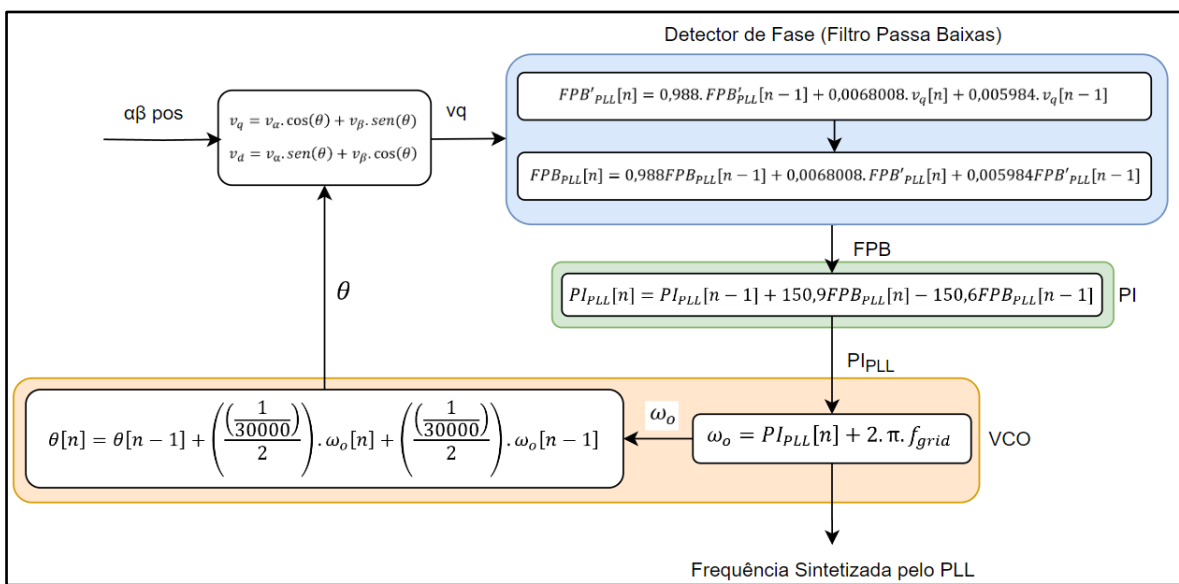 Detector de Fase (Filtro Passa Baixas)
αβ pos
v_q = v_α.cos(θ) + v_β.sen(θ)
v_d = v_α.sen(θ) + v_β.cos(θ)
vq
FPB'_PLL[n] = 0,988.FPB'_PLL[n − 1] + 0,0068008.v_q[n] + 0,005984.v_q[n − 1]
FPB_PLL[n] = 0,988FPB_PLL[n − 1] + 0,0068008.FPB'_PLL[n] + 0,005984FPB'_PLL[n − 1]
FPB
PI_PLL[n] = PI_PLL[n − 1] + 150,9FPB_PLL[n] − 150,6FPB_PLL[n − 1]
PI
θ
PI_PLL
θ[n] = θ[n − 1] + (((1/30000))/2).ω_o[n] + (((1/30000))/2).ω_o[n − 1]
ω_o
ω_o = PI_PLL[n] + 2.π.f_grid
VCO
Frequência Sintetizada pelo PLL